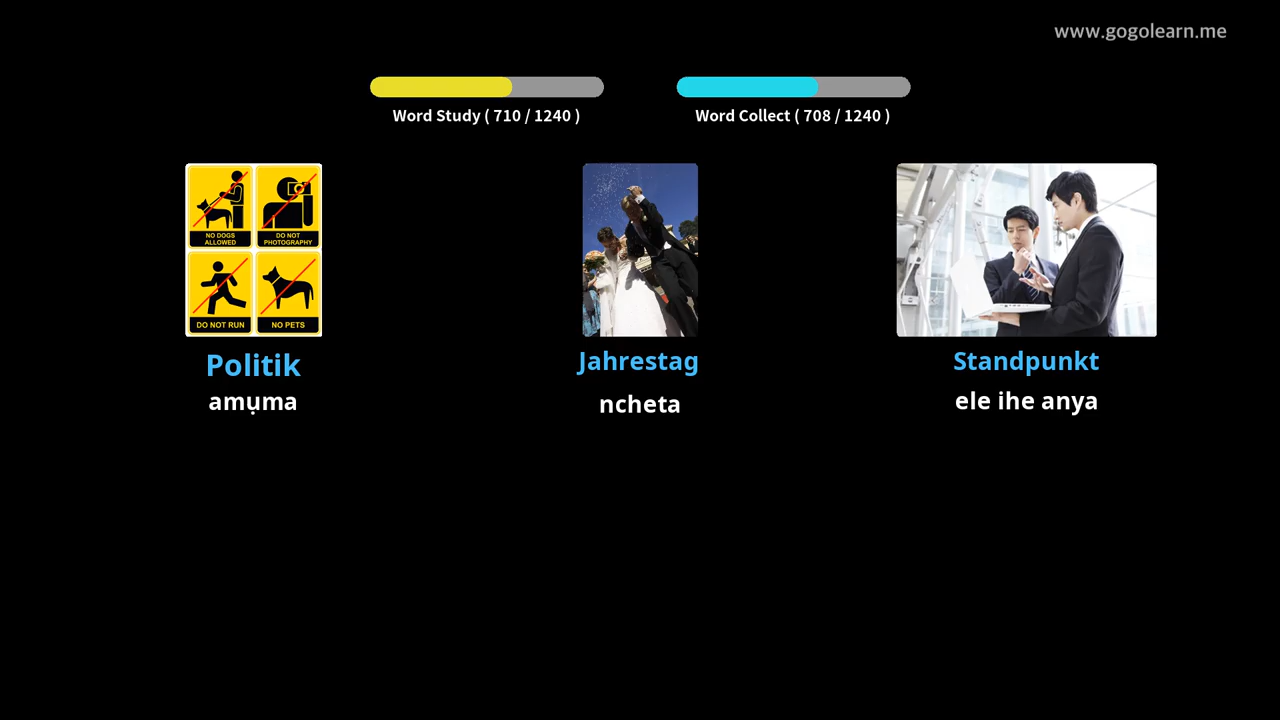 www.gogolearn.me
Word Study ( 710 / 1240 )
Word Collect ( 708 / 1240 )
NO DOGS
ALLOWED
DO NOT
PHOTOGRAPHY
DO NOT RUN
NO PETS
Politik
amụma
Jahrestag
ncheta
Standpunkt
ele ihe anya